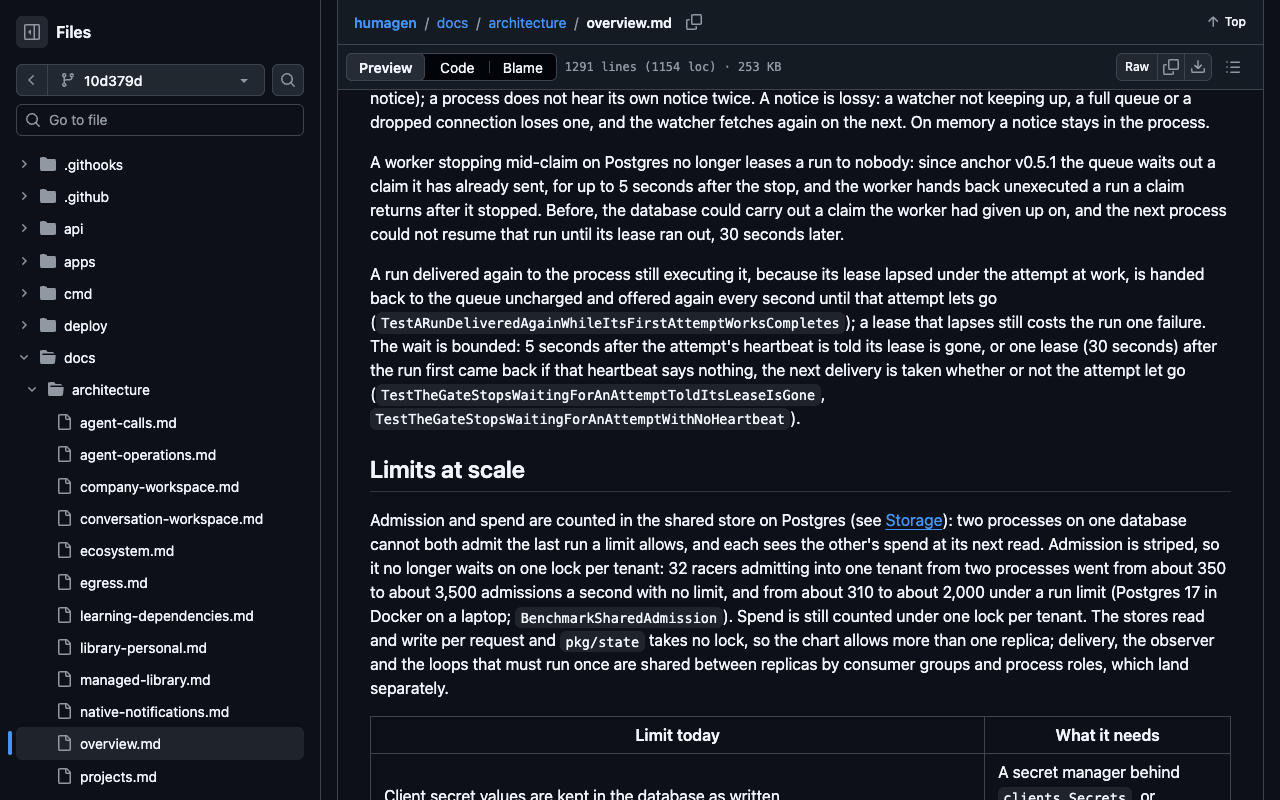 Files
humagen / docs / architecture / overview.md
Top
10d379d
Preview
Code
Blame
1291 lines (1154 loc) · 253 KB
Raw
Go to file
.githooks
.github
api
apps
cmd
deploy
docs
architecture
agent-calls.md
agent-operations.md
company-workspace.md
conversation-workspace.md
ecosystem.md
egress.md
learning-dependencies.md
library-personal.md
managed-library.md
native-notifications.md
overview.md
projects.md
notice); a process does not hear its own notice twice. A notice is lossy: a watcher not keeping up, a full queue or a
dropped connection loses one, and the watcher fetches again on the next. On memory a notice stays in the process.
A worker stopping mid-claim on Postgres no longer leases a run to nobody: since anchor v0.5.1 the queue waits out a
claim it has already sent, for up to 5 seconds after the stop, and the worker hands back unexecuted a run a claim
returns after it stopped. Before, the database could carry out a claim the worker had given up on, and the next process
could not resume that run until its lease ran out, 30 seconds later.
A run delivered again to the process still executing it, because its lease lapsed under the attempt at work, is handed
back to the queue uncharged and offered again every second until that attempt lets go
(TestARunDeliveredAgainWhileItsFirstAttemptWorksCompletes); a lease that lapses still costs the run one failure.
The wait is bounded: 5 seconds after the attempt's heartbeat is told its lease is gone, or one lease (30 seconds) after
the run first came back if that heartbeat says nothing, the next delivery is taken whether or not the attempt let go
(TestTheGateStopsWaitingForAnAttemptToldItsLeaseIsGone,
TestTheGateStopsWaitingForAnAttemptWithNoHeartbeat).
Limits at scale
Admission and spend are counted in the shared store on Postgres (see Storage): two processes on one database
cannot both admit the last run a limit allows, and each sees the other's spend at its next read. Admission is striped, so
it no longer waits on one lock per tenant: 32 racers admitting into one tenant from two processes went from about 350
to about 3,500 admissions a second with no limit, and from about 310 to about 2,000 under a run limit (Postgres 17 in
Docker on a laptop; BenchmarkSharedAdmission). Spend is still counted under one lock per tenant. The stores read
and write per request and pkg/state takes no lock, so the chart allows more than one replica; delivery, the observer
and the loops that must run once are shared between replicas by consumer groups and process roles, which land
separately.
Limit today
What it needs
Client secret values are kept in the database as written
A secret manager behind
clients.Secrets, or